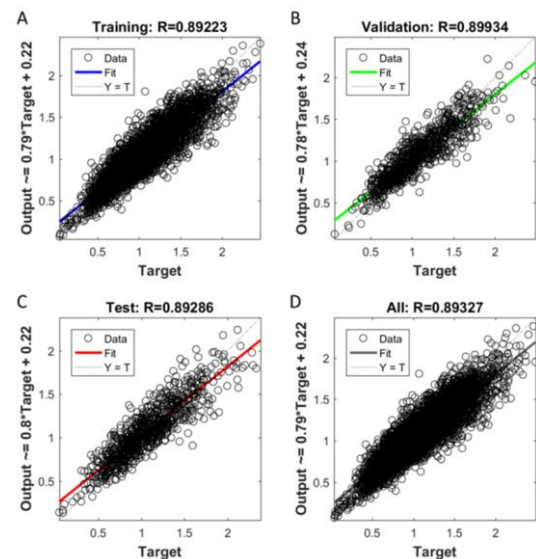 A
Training: R=0.89223
Output ~= 0.79*Target + 0.22
Data
Fit
Y = T
2
1.5
1
0.5
0.5 1 1.5 2
Target
B
Validation: R=0.89934
Output ~= 0.78*Target + 0.24
Data
Fit
Y = T
2
1.5
1
0.5
0.5 1 1.5 2
Target
C
Test: R=0.89286
Output ~= 0.8*Target + 0.22
Data
Fit
Y = T
2
1.5
1
0.5
0.5 1 1.5 2
Target
D
All: R=0.89327
Output ~= 0.79*Target + 0.22
Data
Fit
Y = T
2
1.5
1
0.5
0.5 1 1.5 2
Target